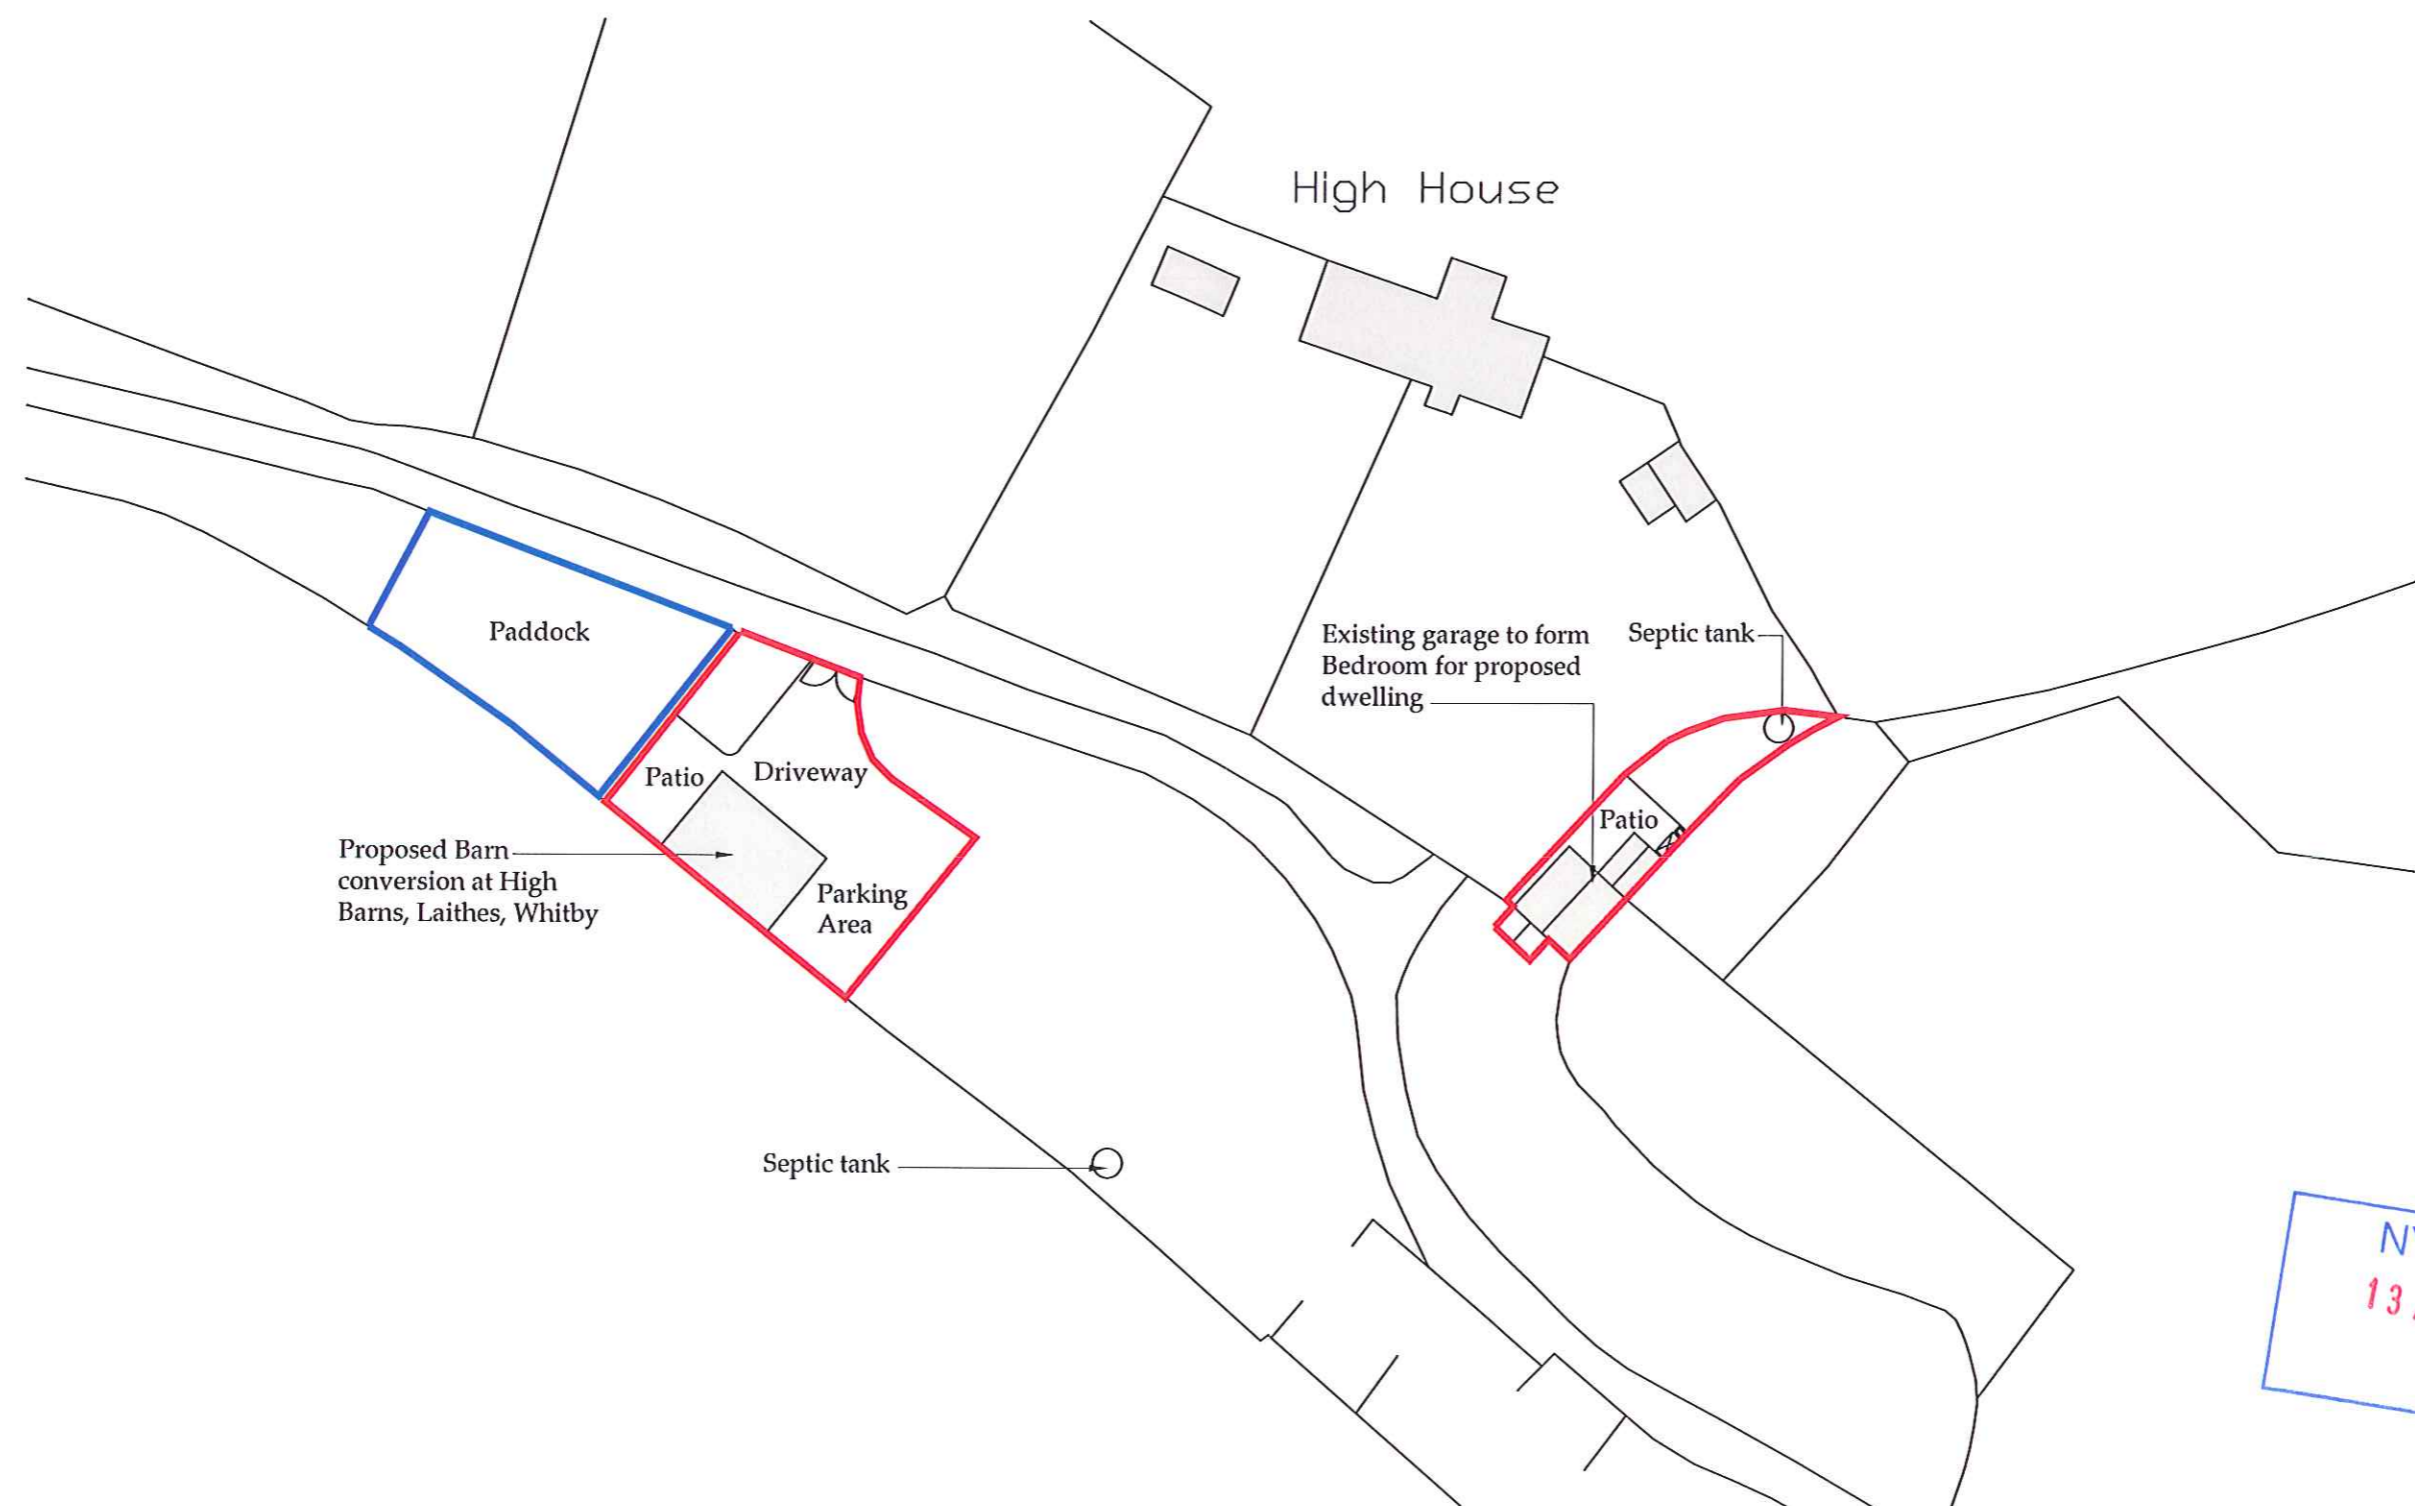 High House
Paddock
Existing garage to form
Bedroom for proposed
dwelling
Septic tank
Patio
Driveway
Patio
Proposed Barn
conversion at High
Barns, Laithes, Whitby
Parking
Area
Septic tank
13